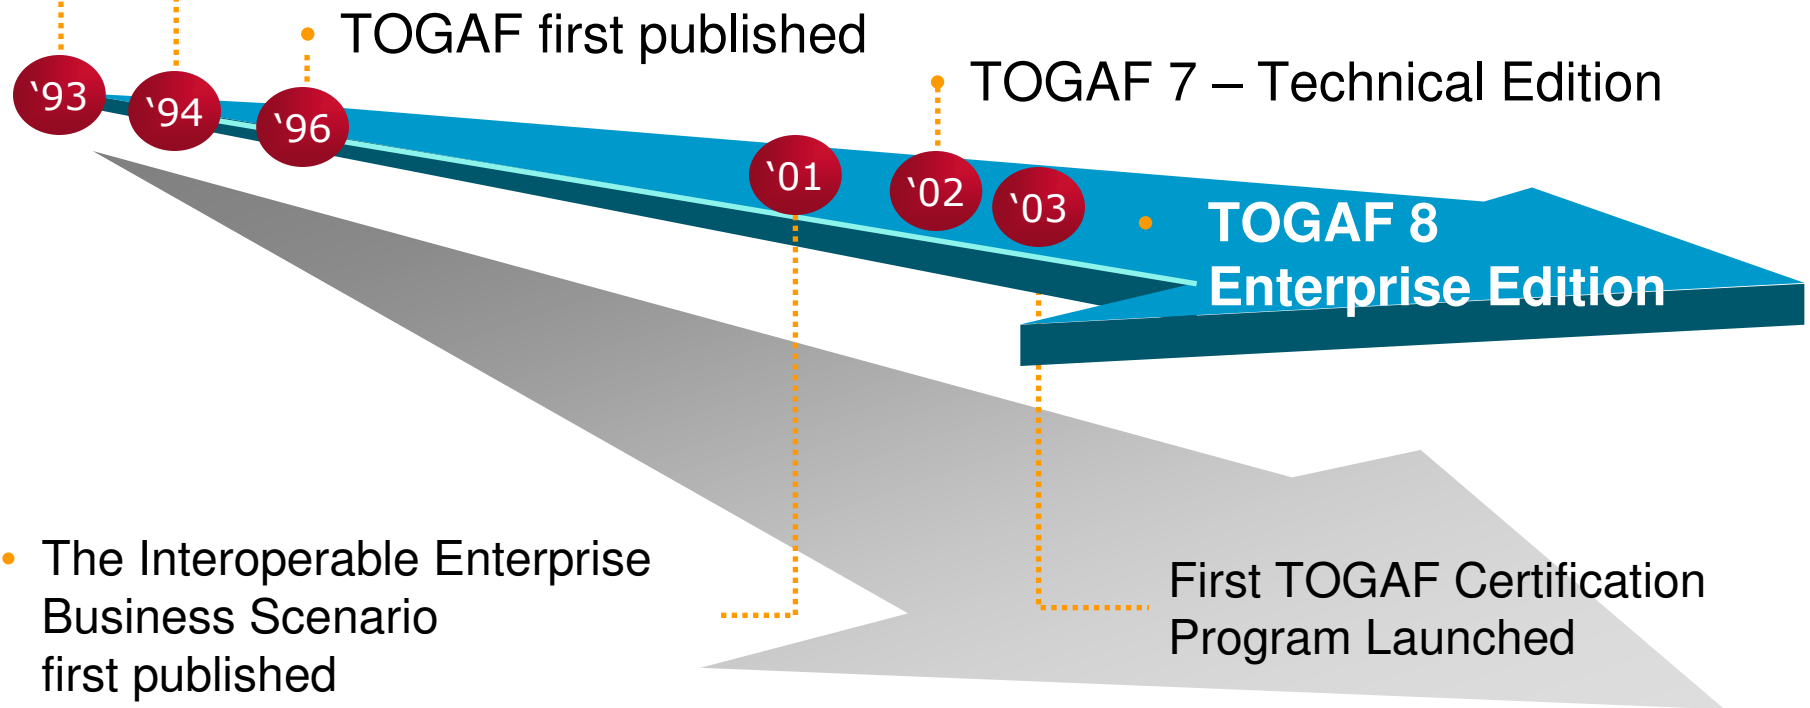 • TOGAF first published
• TOGAF 7 – Technical Edition
‘93
‘94
‘96
‘01
‘02
‘03
• TOGAF 8
Enterprise Edition
• The Interoperable Enterprise
Business Scenario
first published
First TOGAF Certification
Program Launched